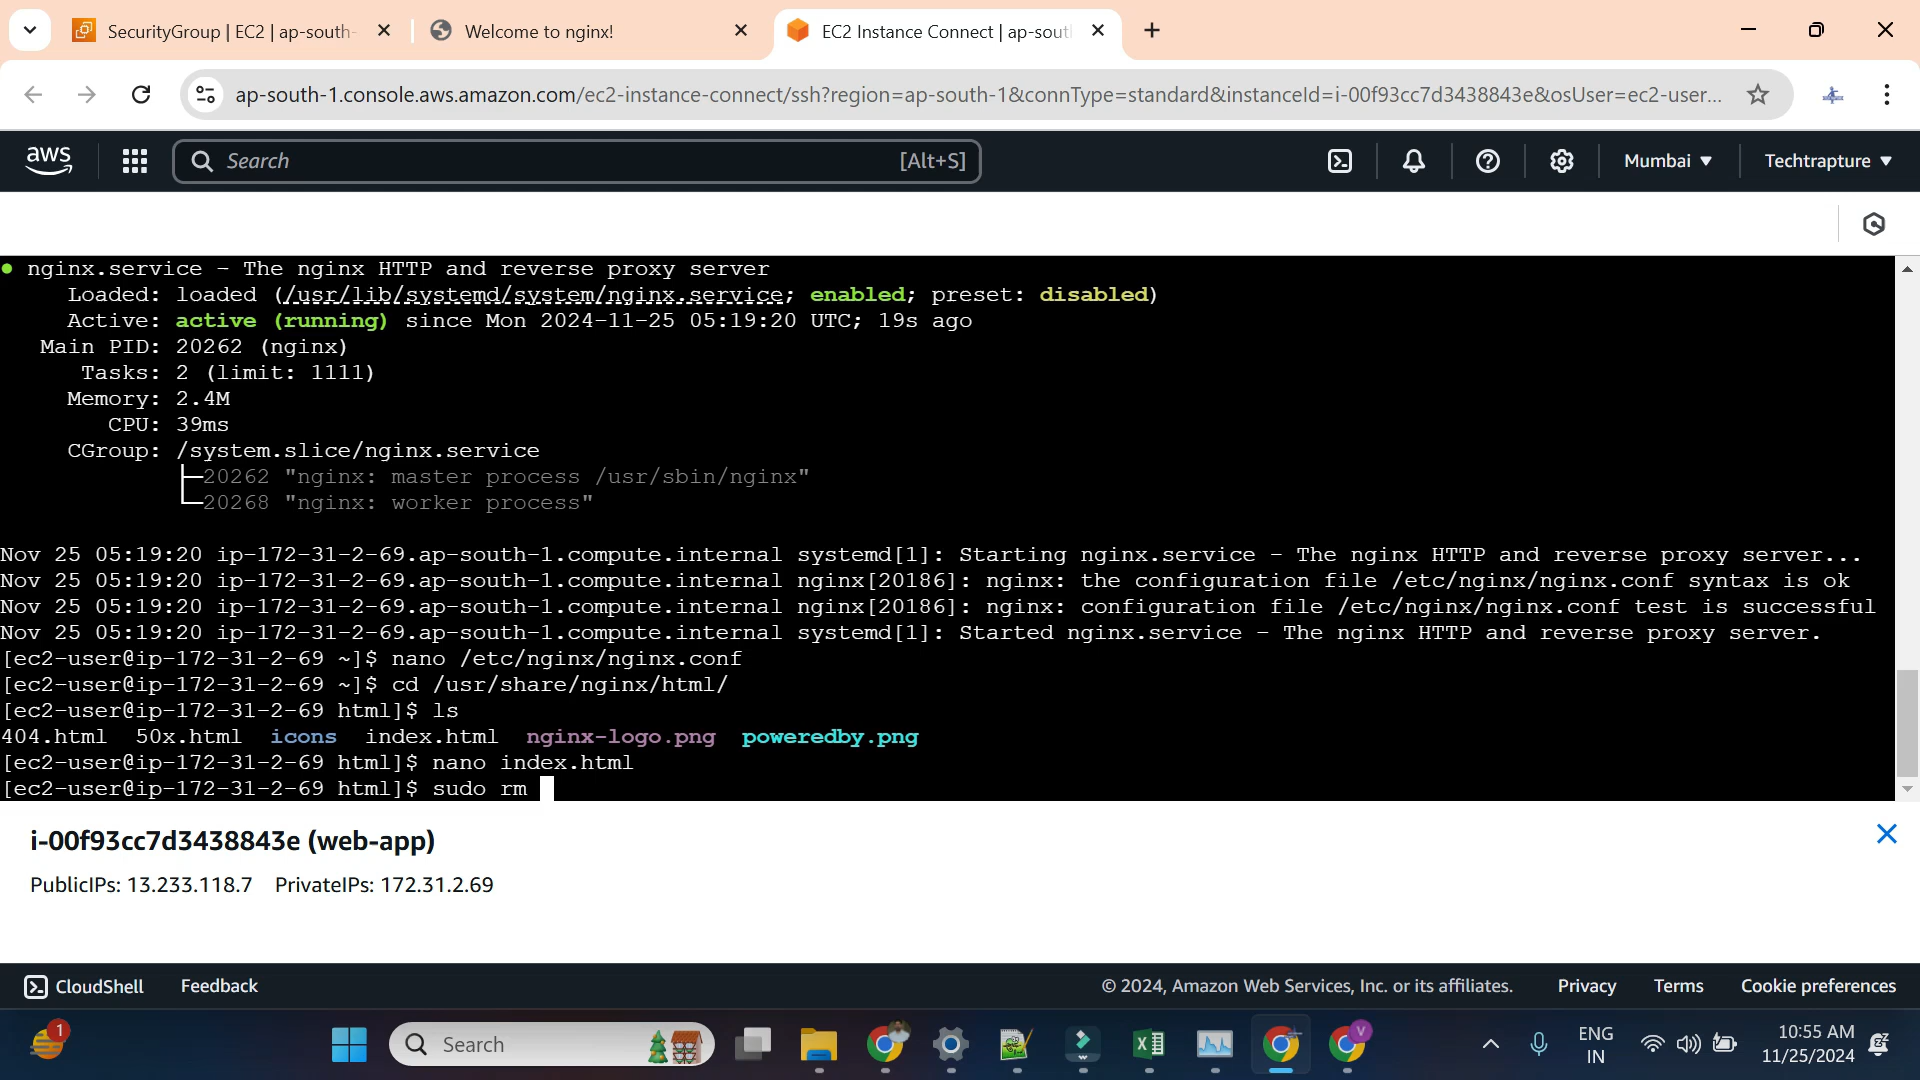 SecurityGroup | EC2 | ap-south-
Welcome to nginx!
EC2 Instance Connect | ap-sout
ap-south-1.console.aws.amazon.com/ec2-instance-connect/ssh?region=ap-south-1&connType=standard&instanceId=i-00f93cc7d3438843e&osUser=ec2-user...
aws
Search
[Alt+S]
Mumbai
Techtrapture
nginx.service - The nginx HTTP and reverse proxy server
Loaded: loaded (/usr/lib/systemd/system/nginx.service; enabled; preset: disabled)
Active: active (running) since Mon 2024-11-25 05:19:20 UTC; 19s ago
Main PID: 20262 (nginx)
Tasks: 2 (limit: 1111)
Memory: 2.4M
CPU: 39ms
CGroup: /system.slice/nginx.service
├─20262 "nginx: master process /usr/sbin/nginx"
└─20268 "nginx: worker process"
Nov 25 05:19:20 ip-172-31-2-69.ap-south-1.compute.internal systemd[1]: Starting nginx.service - The nginx HTTP and reverse proxy server...
Nov 25 05:19:20 ip-172-31-2-69.ap-south-1.compute.internal nginx[20186]: nginx: the configuration file /etc/nginx/nginx.conf syntax is ok
Nov 25 05:19:20 ip-172-31-2-69.ap-south-1.compute.internal nginx[20186]: nginx: configuration file /etc/nginx/nginx.conf test is successful
Nov 25 05:19:20 ip-172-31-2-69.ap-south-1.compute.internal systemd[1]: Started nginx.service - The nginx HTTP and reverse proxy server.
[ec2-user@ip-172-31-2-69 ~]$ nano /etc/nginx/nginx.conf
[ec2-user@ip-172-31-2-69 ~]$ cd /usr/share/nginx/html/
[ec2-user@ip-172-31-2-69 html]$ ls
404.html 50x.html icons index.html nginx-logo.png poweredby.png
[ec2-user@ip-172-31-2-69 html]$ nano index.html
[ec2-user@ip-172-31-2-69 html]$ sudo rm
i-00f93cc7d3438843e (web-app)
PublicIPs: 13.233.118.7 PrivateIPs: 172.31.2.69
CloudShell
Feedback
© 2024, Amazon Web Services, Inc. or its affiliates.
Privacy
Terms
Cookie preferences
1
Search
V
ENG
IN
10:55 AM
11/25/2024